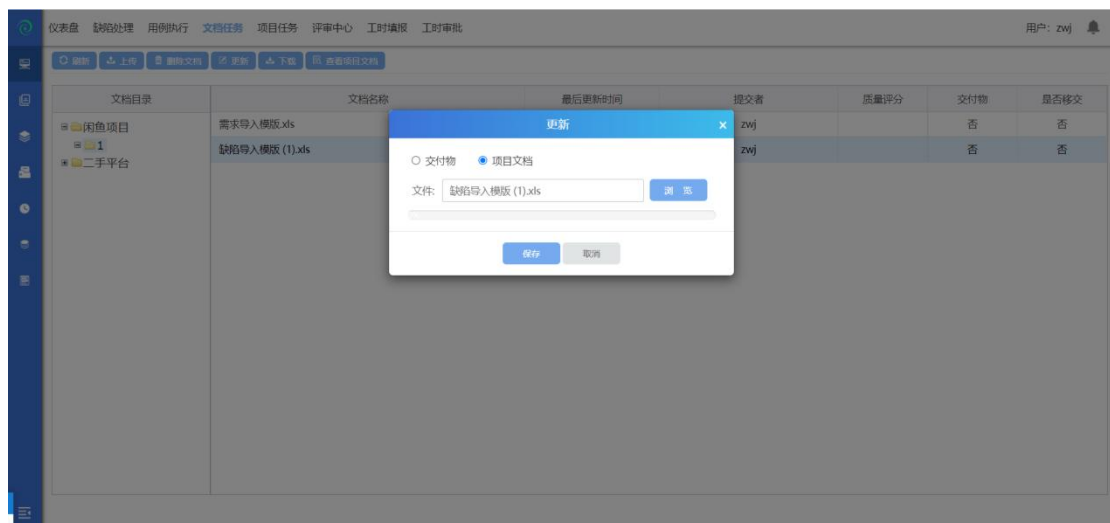 仪表盘 缺陷处理 用例执行 文档任务 项目任务 评审中心 工时填报 工时审批 用户：zwj
刷新 上传 删除文档 更新 下载 查看项目文档
文档目录 文档名称 最后更新时间 提交者 质量评分 交付物 是否移交
闲鱼项目
1
二手平台
需求导入模版.xls zwj 否 否
缺陷导入模版 (1).xls zwj 否 否
更新 ×
交付物 项目文档
文件: 缺陷导入模版 (1).xls 浏 览
保存 取消